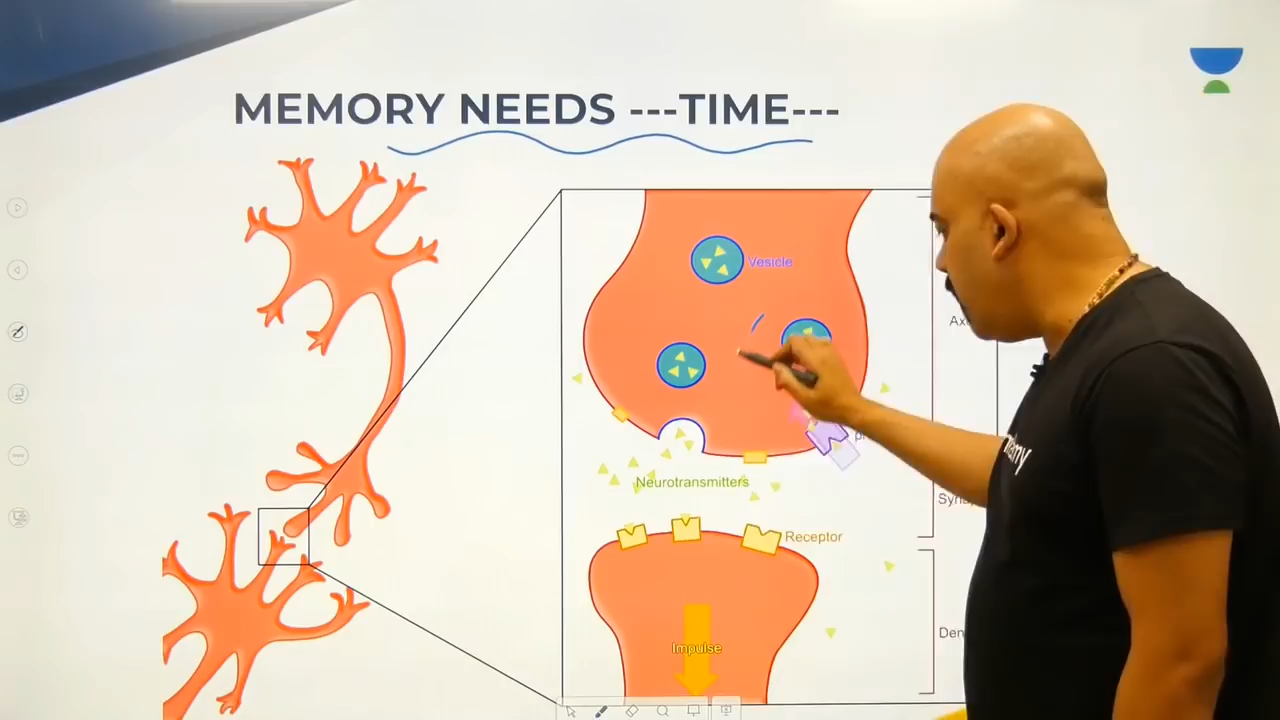 MEMORY NEEDS ---TIME---
Vesicle
Neurotransmitters
Receptor
Impulse